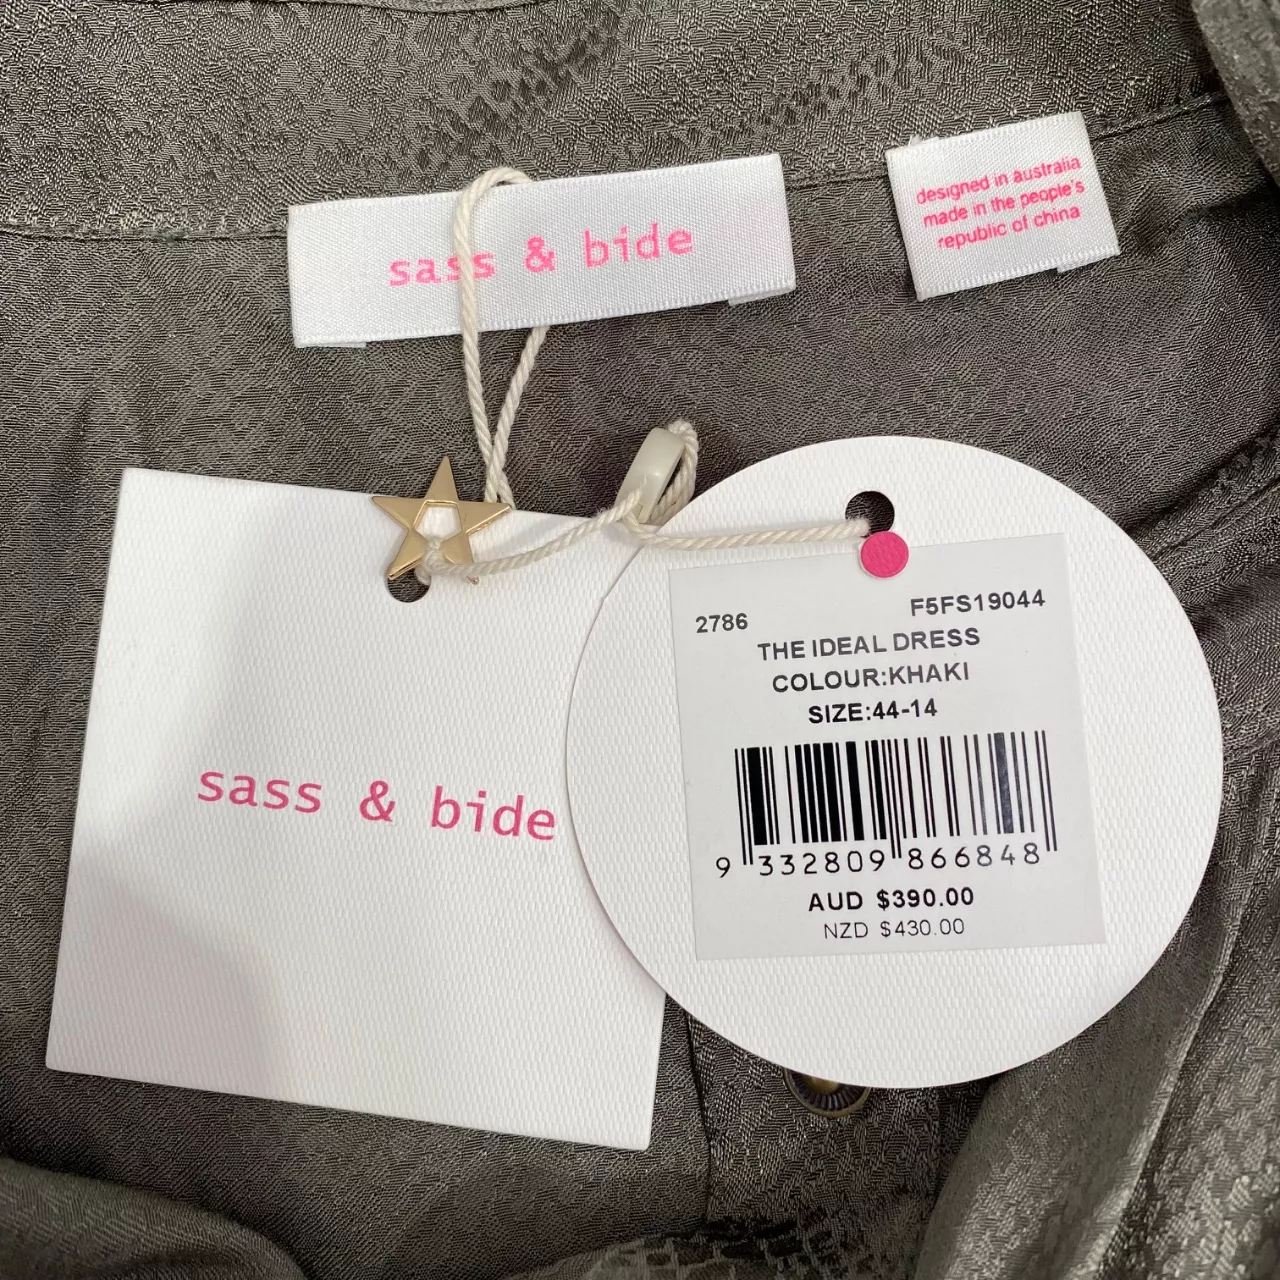 sass & bide
designed in australia
made in the people's
republic of china
sass & bide
2786 F5FS19044
THE IDEAL DRESS
COLOUR:KHAKI
SIZE:44-14
9 332809 866848
AUD $390.00
NZD $430.00